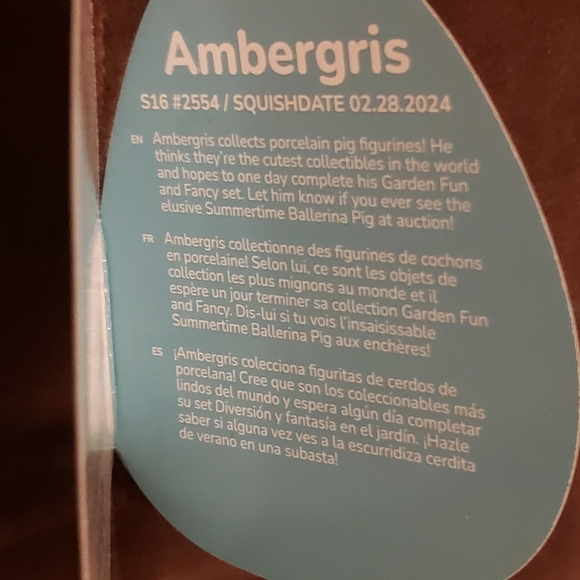 Ambergris
S16 #2554 / SQUISHDATE 02.28.2024
EN Ambergris collects porcelain pig figurines! He
thinks they're the cutest collectibles in the world
and hopes to one day complete his Garden Fun
and Fancy set. Let him know if you ever see the
elusive Summertime Ballerina Pig at auction!
FR Ambergris collectionne des figurines de cochons
en porcelaine! Selon lui, ce sont les objets de
collection les plus mignons au monde et il
espère un jour terminer sa collection Garden Fun
and Fancy. Dis-lui si tu vois l'insaisissable
Summertime Ballerina Pig aux enchères!
ES ¡Ambergris colecciona figuritas de cerdos de
porcelana! Cree que son los coleccionables más
lindos del mundo y espera algún día completar
su set Diversión y fantasía en el jardín. ¡Hazle
saber si alguna vez ves a la escurridiza cerdita
de verano en una subasta!